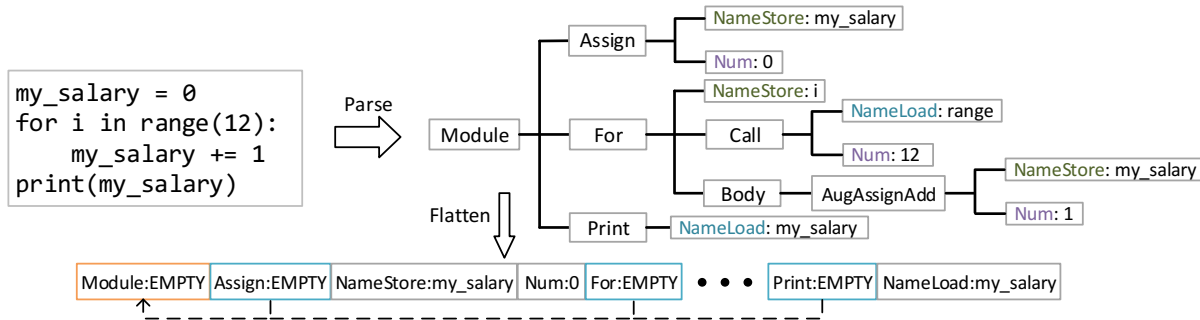 my_salary = 0
for i in range(12):
    my_salary += 1
print(my_salary)
Parse
Module
Assign
NameStore: my_salary
Num: 0
For
NameStore: i
Call
NameLoad: range
Num: 12
Body
AugAssignAdd
NameStore: my_salary
Num: 1
Print
NameLoad: my_salary
Flatten
Module:EMPTY Assign:EMPTY NameStore:my_salary Num:0 For:EMPTY • • • Print:EMPTY NameLoad:my_salary